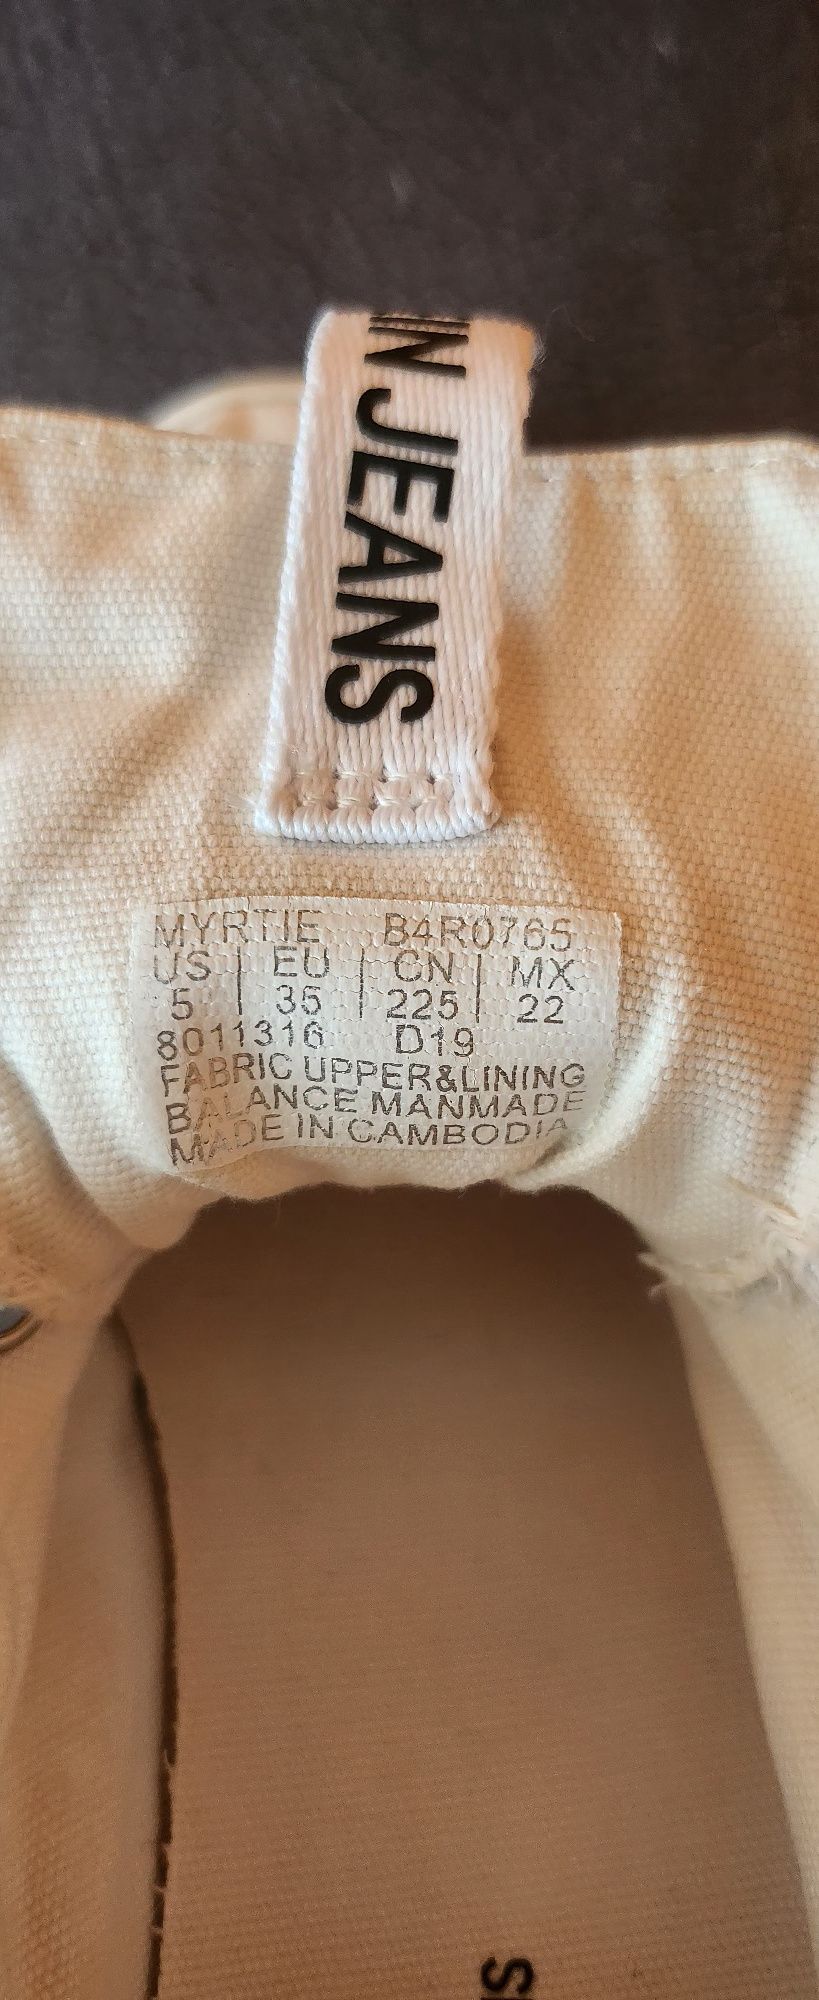 IN JEANS
MYRTIE B4R0765
US | EU | CN | MX
5 | 35 | 225 | 22
8011316 D19
FABRIC UPPER&LINING
BALANCE MANMADE
MADE IN CAMBODIA
S